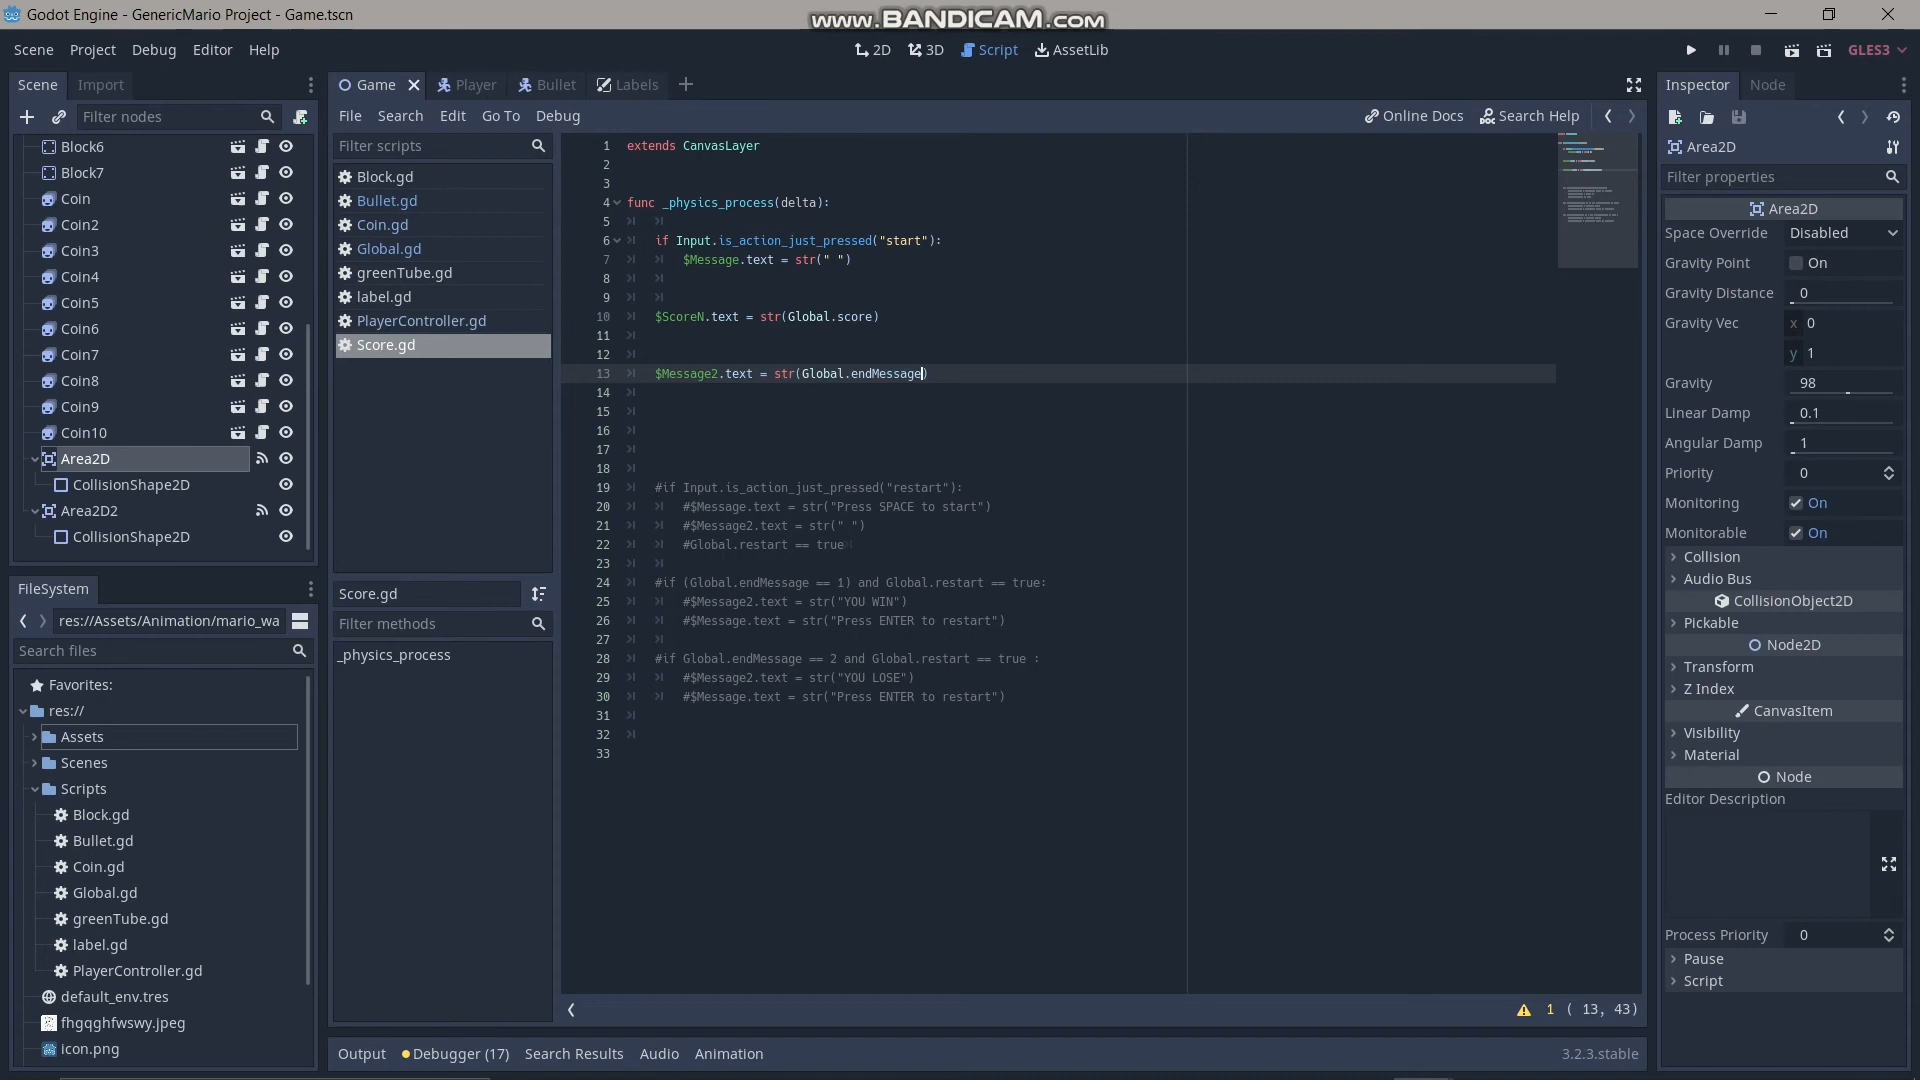 Godot Engine - GenericMario Project - Game.tscn
www.BANDICAM.com
Scene Project Debug Editor Help
2D 3D Script AssetLib
GLES3
Scene Import
Filter nodes
Block6
Block7
Coin
Coin2
Coin3
Coin4
Coin5
Coin6
Coin7
Coin8
Coin9
Coin10
Area2D
CollisionShape2D
Area2D2
CollisionShape2D
FileSystem
res://Assets/Animation/mario_wa
Search files
Favorites:
res://
Assets
Scenes
Scripts
Block.gd
Bullet.gd
Coin.gd
Global.gd
greenTube.gd
label.gd
PlayerController.gd
default_env.tres
fhgqghfwswy.jpeg
icon.png
Game Player Bullet Labels
File Search Edit Go To Debug
Online Docs Search Help
Filter scripts
Block.gd
Bullet.gd
Coin.gd
Global.gd
greenTube.gd
label.gd
PlayerController.gd
Score.gd
Score.gd
Filter methods
_physics_process
1 extends CanvasLayer
2
3
4 func _physics_process(delta):
5
6 if Input.is_action_just_pressed("start"):
7 $Message.text = str(" ")
8
9
10 $ScoreN.text = str(Global.score)
11
12
13 $Message2.text = str(Global.endMessage)
14
15
16
17
18
19 #if Input.is_action_just_pressed("restart"):
20 #$Message.text = str("Press SPACE to start")
21 #$Message2.text = str(" ")
22 #Global.restart == true
23
24 #if (Global.endMessage == 1) and Global.restart == true:
25 #$Message2.text = str("YOU WIN")
26 #$Message.text = str("Press ENTER to restart")
27
28 #if Global.endMessage == 2 and Global.restart == true :
29 #$Message2.text = str("YOU LOSE")
30 #$Message.text = str("Press ENTER to restart")
31
32
33
1 ( 13, 43)
Output Debugger (17) Search Results Audio Animation
3.2.3.stable
Inspector Node
Area2D
Filter properties
Area2D
Space Override Disabled
Gravity Point On
Gravity Distance 0
Gravity Vec x 0
y 1
Gravity 98
Linear Damp 0.1
Angular Damp 1
Priority 0
Monitoring On
Monitorable On
Collision
Audio Bus
CollisionObject2D
Pickable
Node2D
Transform
Z Index
CanvasItem
Visibility
Material
Node
Editor Description
Process Priority 0
Pause
Script